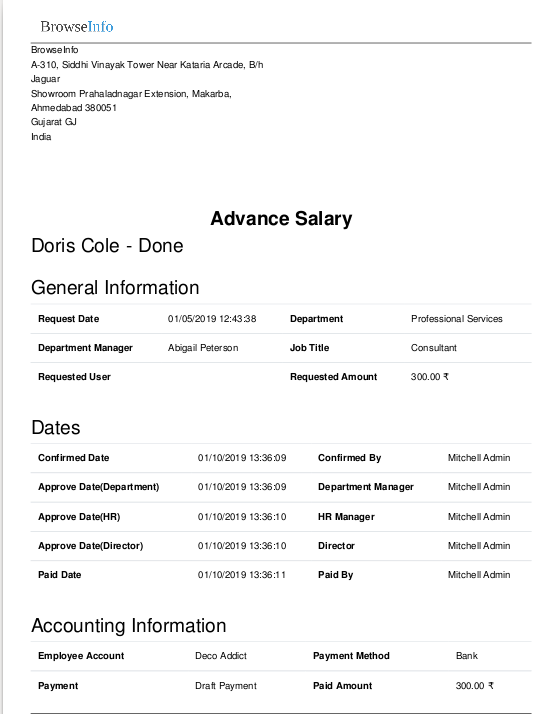 BrowseInfo
BrowseInfo
A-310, Siddhi Vinayak Tower Near Kataria Arcade, B/h
Jaguar
Showroom Prahaladnagar Extension, Makarba,
Ahmedabad 380051
Gujarat GJ
India
Advance Salary
Doris Cole - Done
General Information
Request Date 01/05/2019 12:43:38 Department Professional Services
Department Manager Abigail Peterson Job Title Consultant
Requested User Requested Amount 300.00 ₹
Dates
Confirmed Date 01/10/2019 13:36:09 Confirmed By Mitchell Admin
Approve Date(Department) 01/10/2019 13:36:09 Department Manager Mitchell Admin
Approve Date(HR) 01/10/2019 13:36:10 HR Manager Mitchell Admin
Approve Date(Director) 01/10/2019 13:36:10 Director Mitchell Admin
Paid Date 01/10/2019 13:36:11 Paid By Mitchell Admin
Accounting Information
Employee Account Deco Addict Payment Method Bank
Payment Draft Payment Paid Amount 300.00 ₹